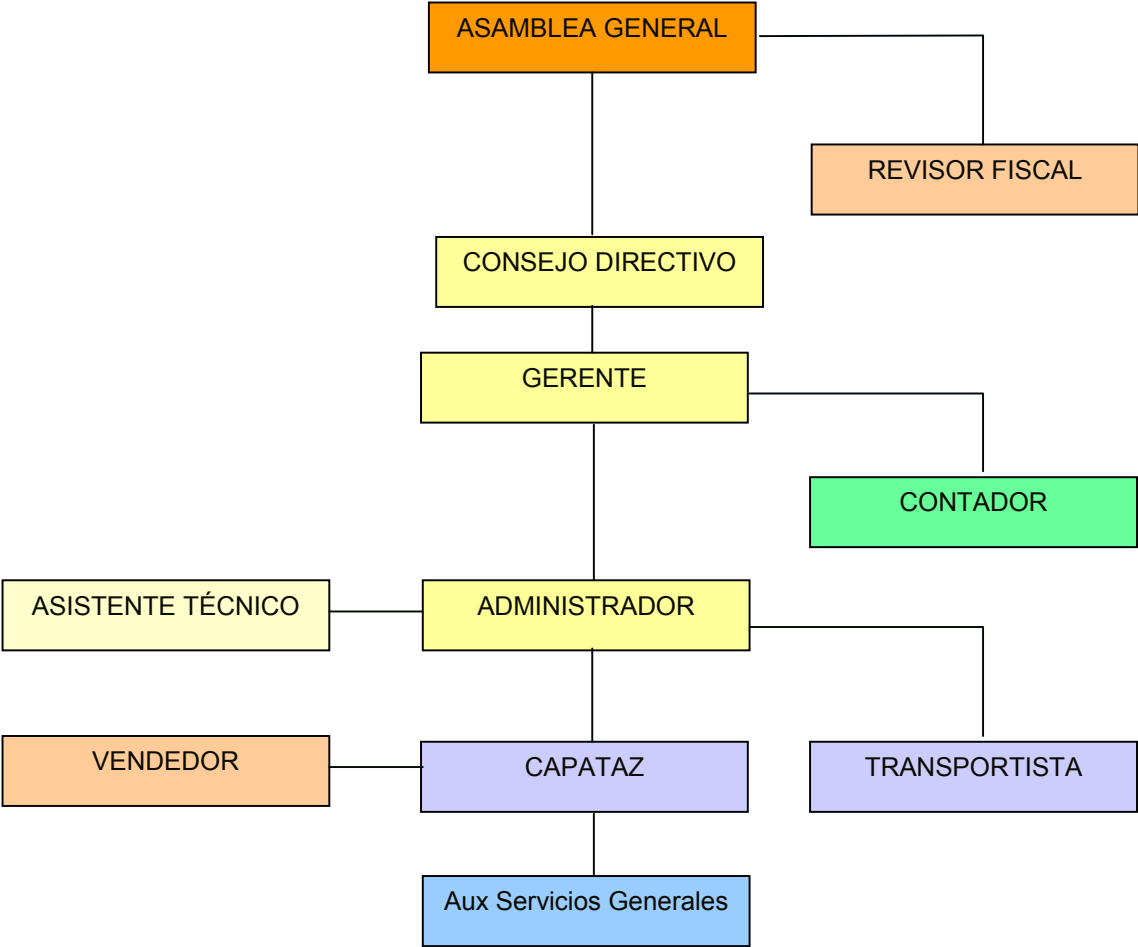 ASAMBLEA GENERAL
REVISOR FISCAL
CONSEJO DIRECTIVO
GERENTE
CONTADOR
ASISTENTE TÉCNICO
ADMINISTRADOR
VENDEDOR
CAPATAZ
TRANSPORTISTA
Aux Servicios Generales